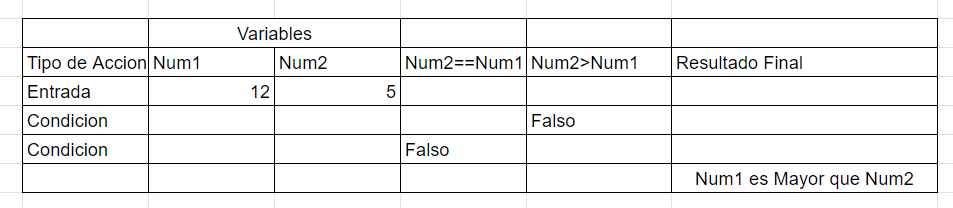 Variables
Tipo de Accion Num1 Num2 Num2==Num1 Num2>Num1 Resultado Final
Entrada 12 5
Condicion Falso
Condicion Falso
Num1 es Mayor que Num2